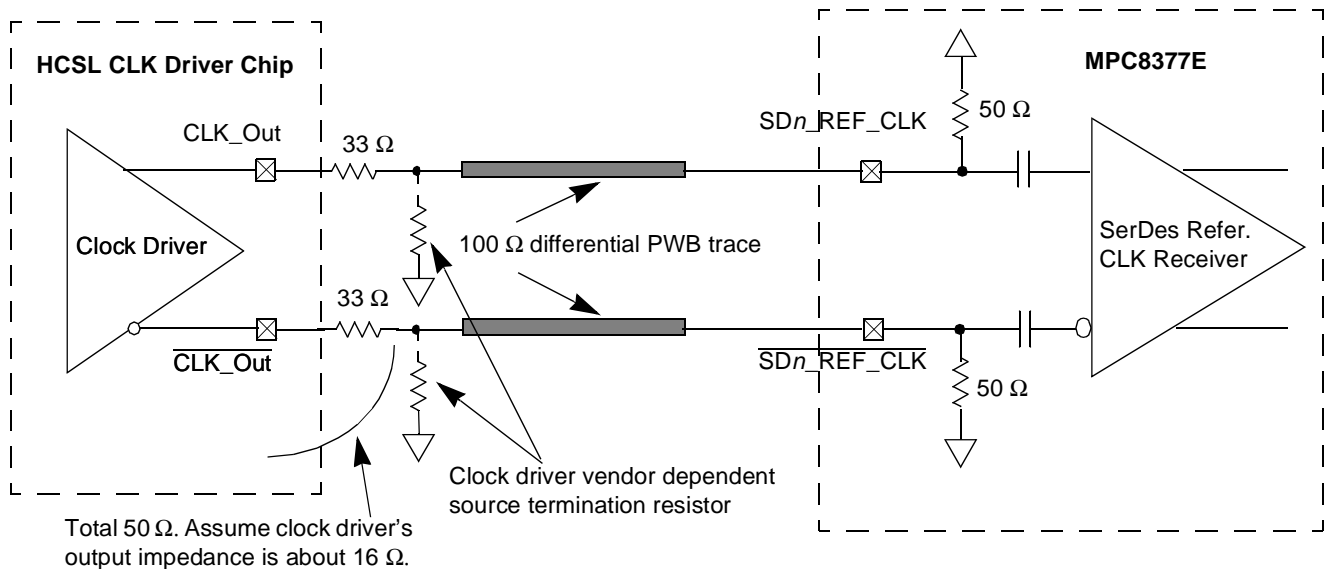 HCSL CLK Driver Chip
MPC8377E
CLK_Out
33 Ω
SDn_REF_CLK
50 Ω
Clock Driver
100 Ω differential PWB trace
SerDes Refer.
CLK Receiver
33 Ω
CLK_Out
SDn_REF_CLK
50 Ω
Clock driver vendor dependent
source termination resistor
Total 50 Ω. Assume clock driver's
output impedance is about 16 Ω.